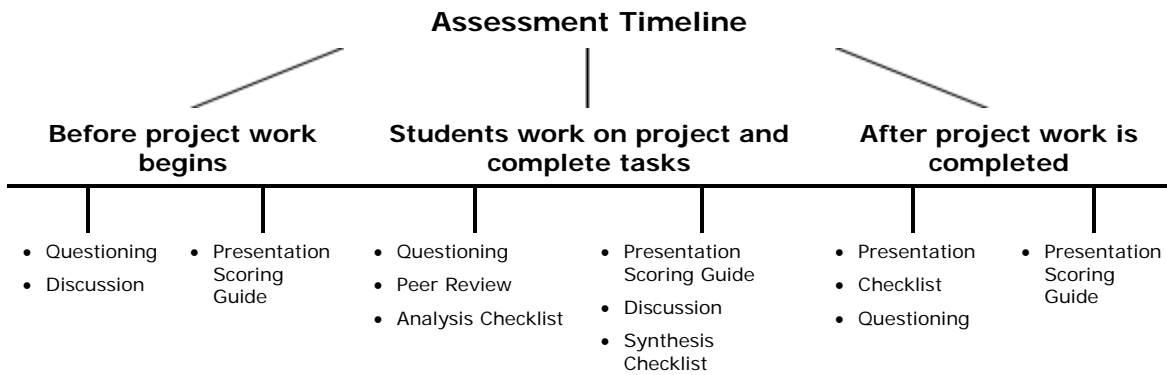 Assessment Timeline
Before project work
begins
Students work on project and
complete tasks
After project work is
completed
• Questioning
• Discussion
• Presentation
Scoring
Guide
• Questioning
• Peer Review
• Analysis Checklist
• Presentation
Scoring Guide
• Discussion
• Synthesis
Checklist
• Presentation
• Checklist
• Questioning
• Presentation
Scoring
Guide